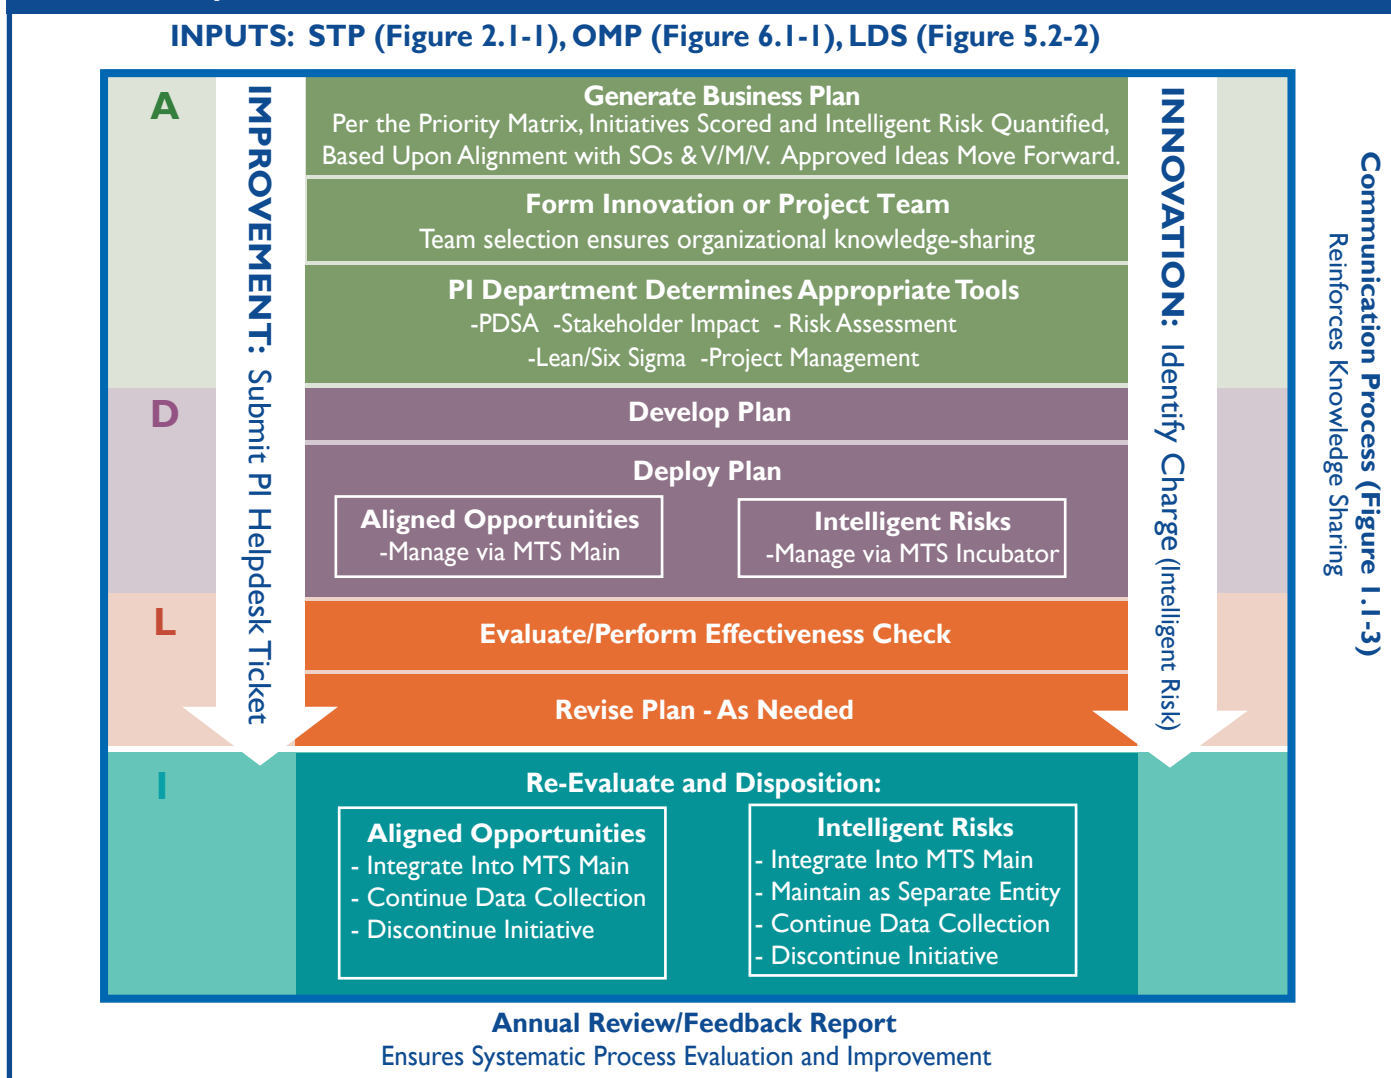 INPUTS: STP (Figure 2.1-1), OMP (Figure 6.1-1), LDS (Figure 5.2-2)
A
IMPROVEMENT: Submit PI Helpdesk Ticket
Generate Business Plan
Per the Priority Matrix, Initiatives Scored and Intelligent Risk Quantified,
Based Upon Alignment with SOs & V/M/V. Approved Ideas Move Forward.
Form Innovation or Project Team
Team selection ensures organizational knowledge-sharing
PI Department Determines Appropriate Tools
-PDSA -Stakeholder Impact - Risk Assessment
-Lean/Six Sigma -Project Management
INNOVATION: Identify Charge (Intelligent Risk)
Communication Process (Figure 1.1-3)
Reinforces Knowledge Sharing
D
Develop Plan
Deploy Plan
Aligned Opportunities
-Manage via MTS Main
Intelligent Risks
-Manage via MTS Incubator
L
Evaluate/Perform Effectiveness Check
Revise Plan - As Needed
I
Re-Evaluate and Disposition:
Aligned Opportunities
- Integrate Into MTS Main
- Continue Data Collection
- Discontinue Initiative
Intelligent Risks
- Integrate Into MTS Main
- Maintain as Separate Entity
- Continue Data Collection
- Discontinue Initiative
Annual Review/Feedback Report
Ensures Systematic Process Evaluation and Improvement